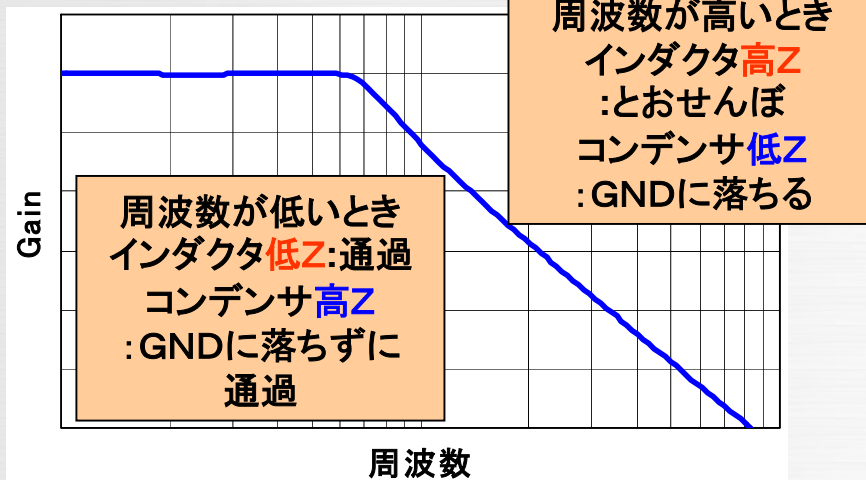 周波数が高いとき
インダクタ高Z
:とおせんぼ
コンデンサ低Z
:GNDに落ちる
Gain
周波数が低いとき
インダクタ低Z:通過
コンデンサ高Z
:GNDに落ちずに
通過
周波数